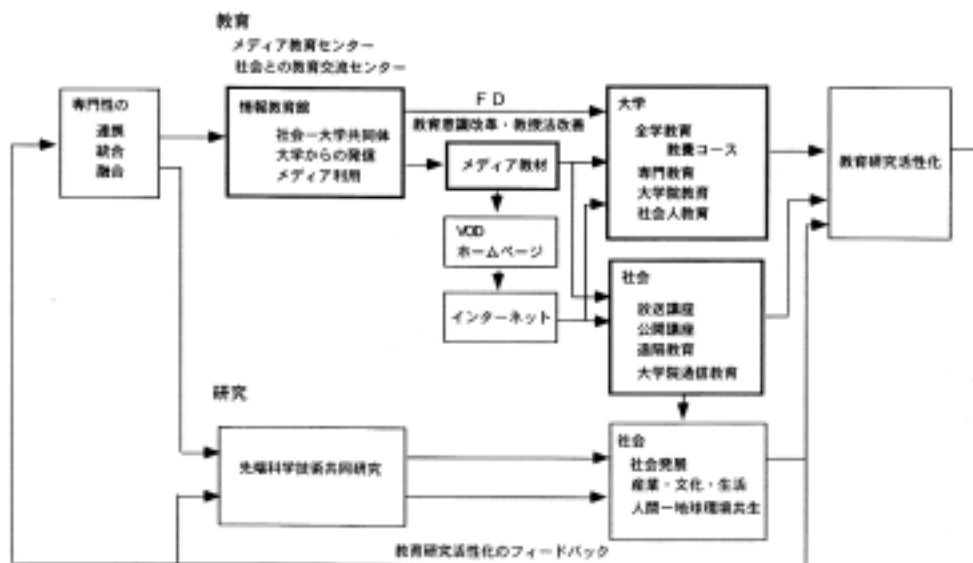 教育
メディア教育センター
社会との教育交流センター
専門性の
連携
統合
融合
情報教育館
社会ー大学共同体
大学からの発信
メディア利用
FD
教育意識改革・教授法改善
メディア教材
VOD
ホームページ
インターネット
大学
全学教育
教養コース
専門教育
大学院教育
社会人教育
教育研究活性化
社会
放送講座
公開講座
遠隔教育
大学院通信教育
研究
先端科学技術共同研究
社会
社会発展
産業・文化・生活
人間ー地球環境共生
教育研究活性化のフィードバック